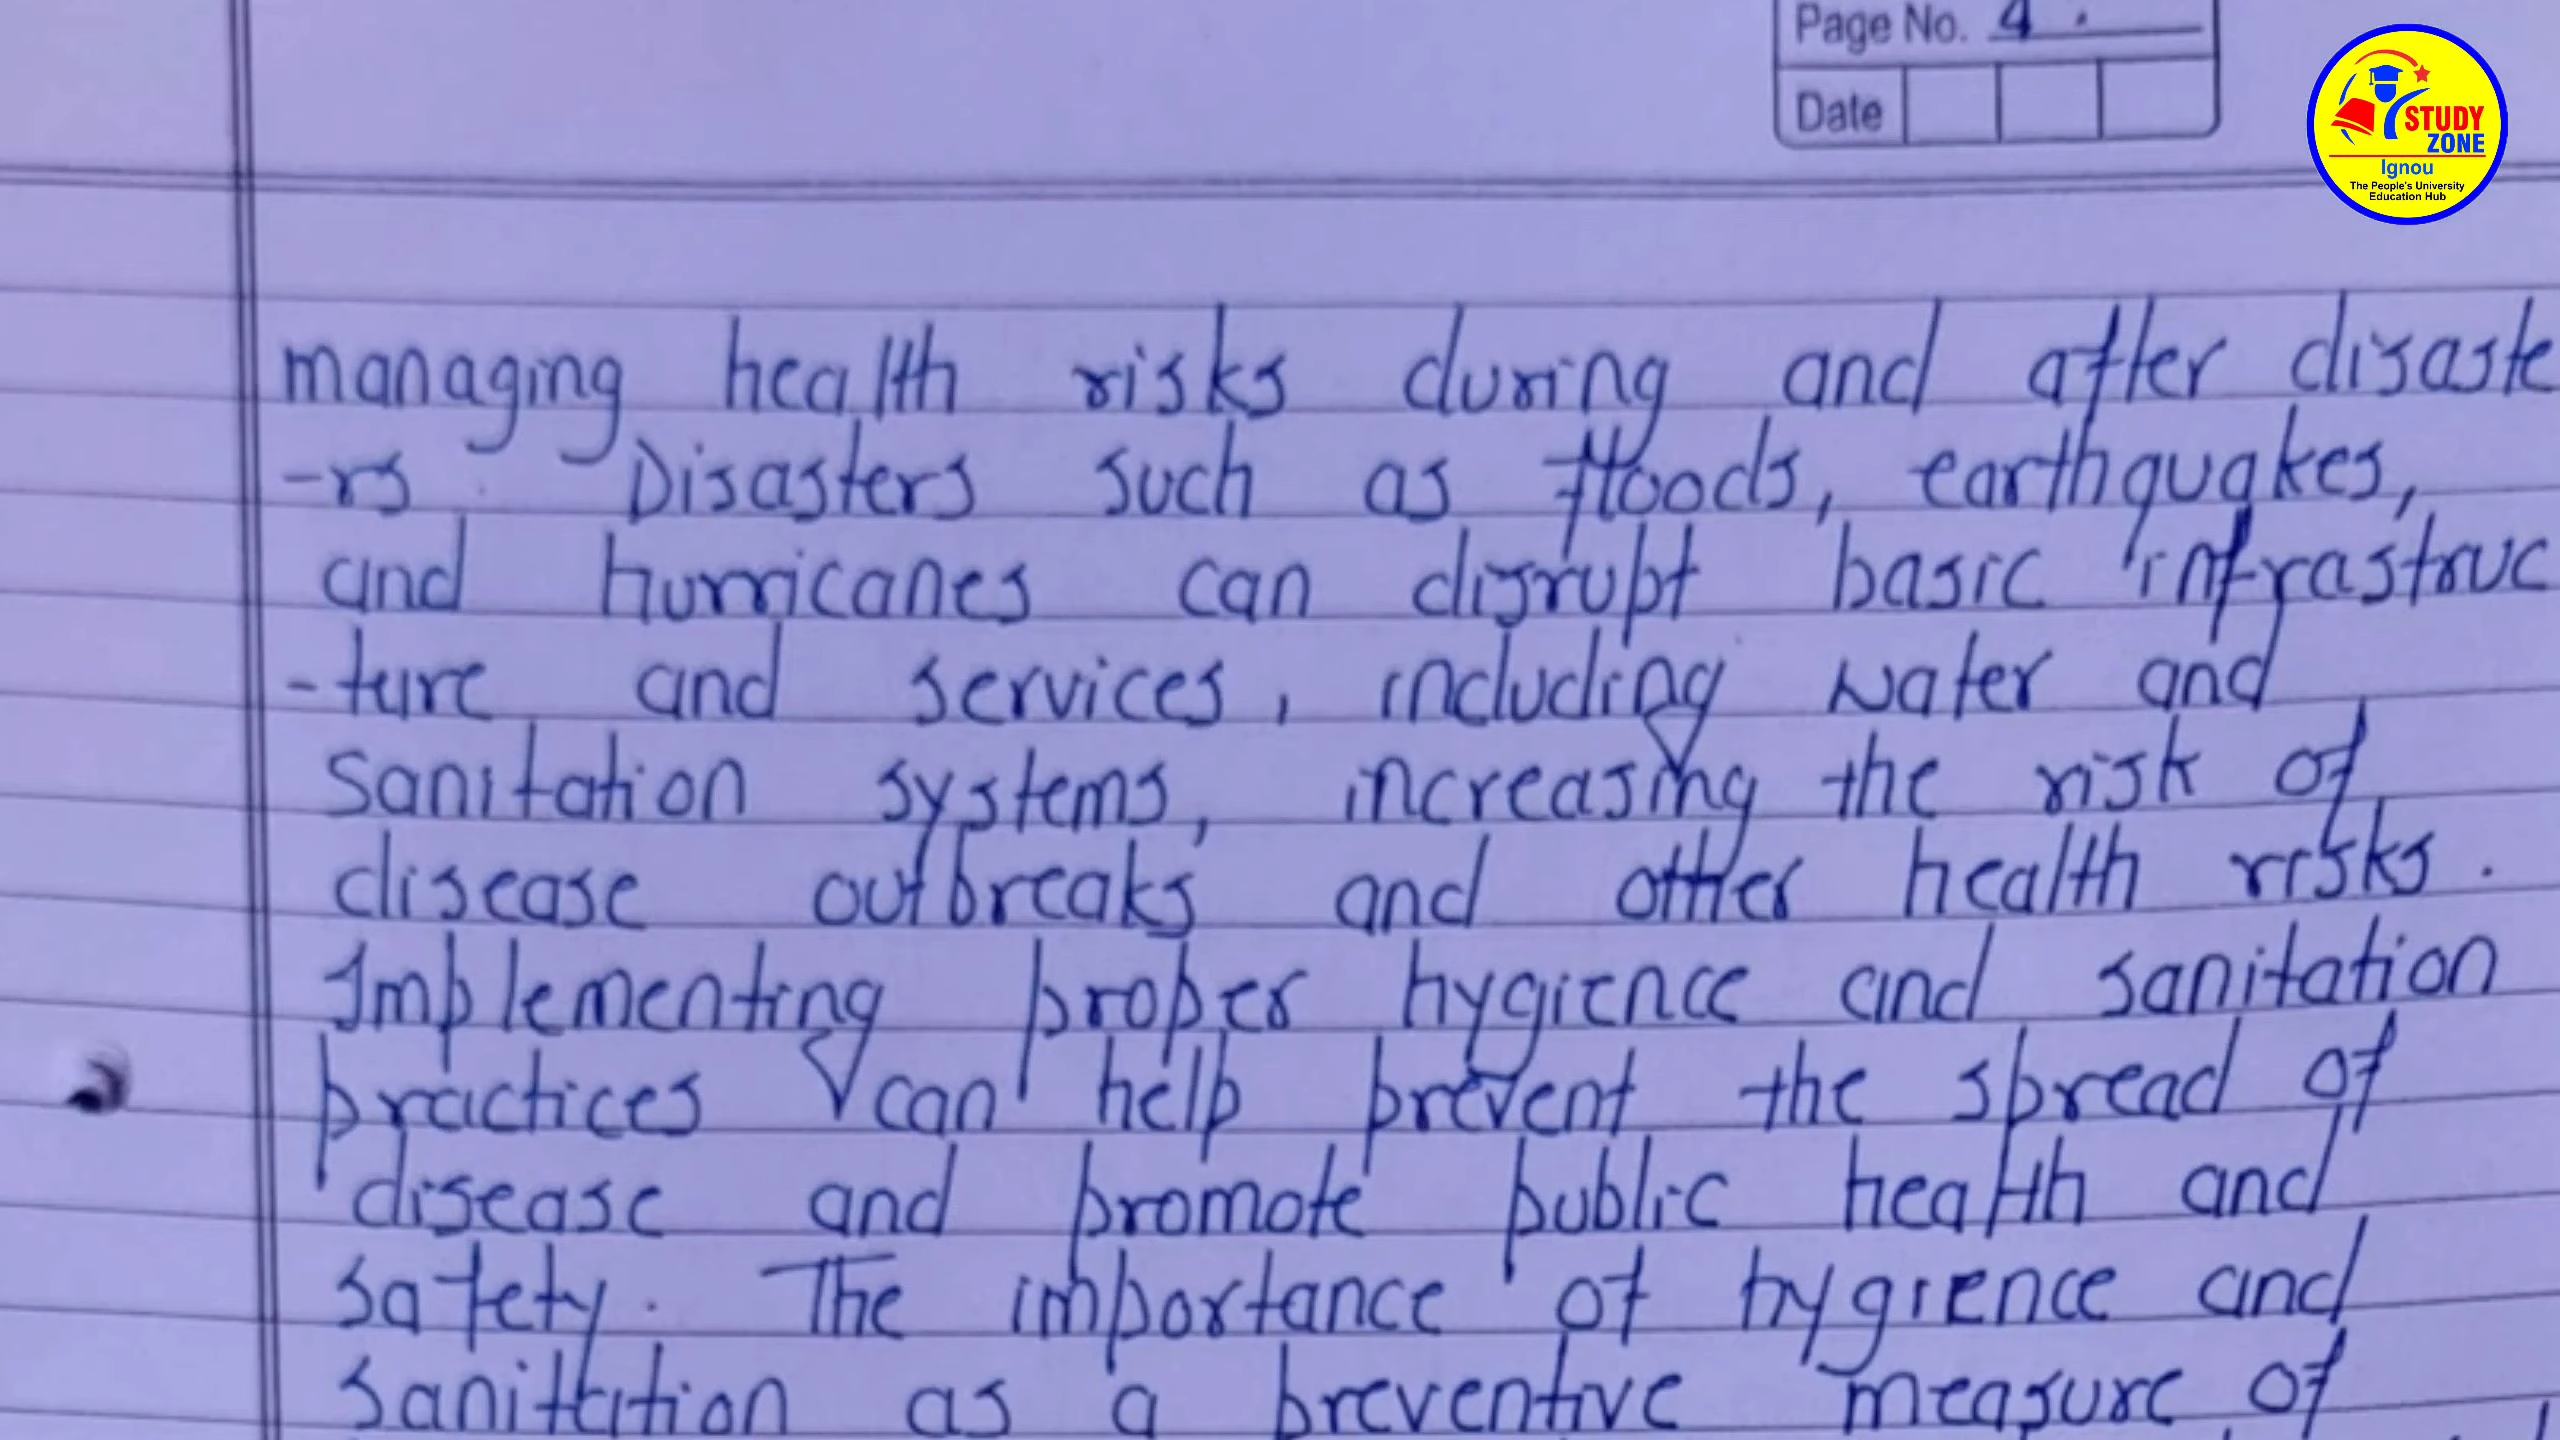 Page No. 4.
Date
STUDY
ZONE
Ignou
The People's University
Education Hub
managing health risks during and after disaste
-rs. Disasters such as floods, earthquakes,
and hurricanes can disrupt basic infrastruc
-ture and services, including water and
sanitation systems, increasing the risk of
disease outbreaks and other health risks.
Implementing proper hygience and sanitation
practices can help prevent the spread of
disease and promote public health and
safety. The importance of hygience and
sanitation as a preventive measure of